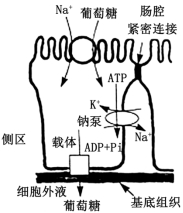 Na⁺ 葡萄糖 肠腔
紧密连接
ATP
K⁺
钠泵
侧区 载体 Na⁺
ADP+Pi
细胞外液
葡萄糖 基底组织